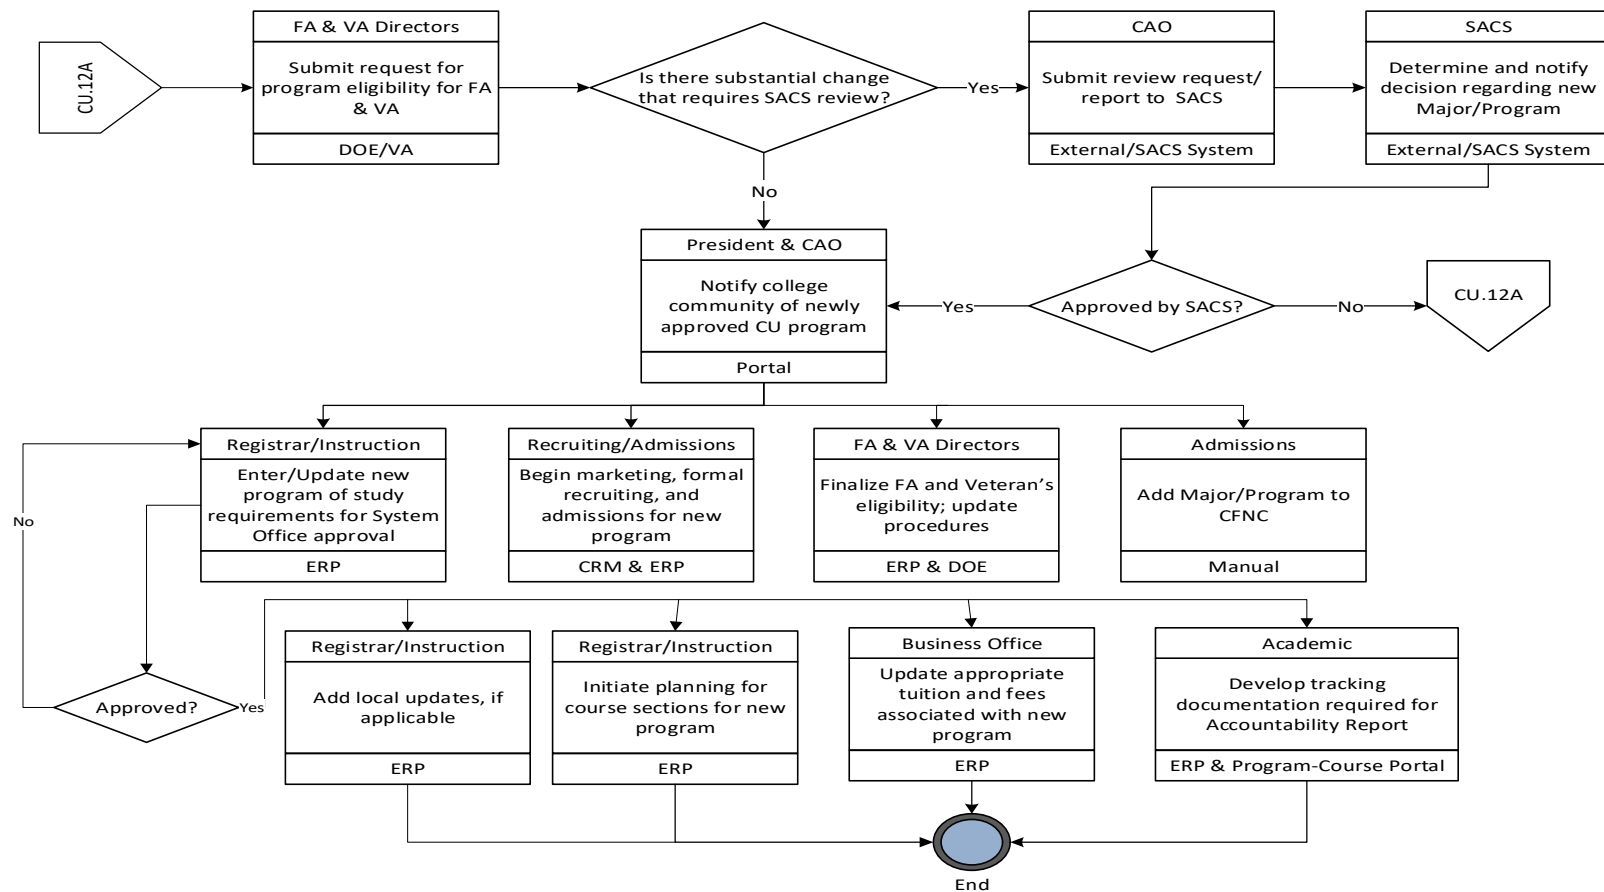 CU.12A
FA & VA Directors
Submit request for
program eligibility for FA
& VA
DOE/VA
Is there substantial change
that requires SACS review?
Yes
CAO
Submit review request/
report to SACS
External/SACS System
SACS
Determine and notify
decision regarding new
Major/Program
External/SACS System
No
President & CAO
Notify college
community of newly
approved CU program
Portal
Yes
Approved by SACS?
No
CU.12A
Registrar/Instruction
Enter/Update new
program of study
requirements for System
Office approval
ERP
Recruiting/Admissions
Begin marketing, formal
recruiting, and
admissions for new
program
CRM & ERP
FA & VA Directors
Finalize FA and Veteran’s
eligibility; update
procedures
ERP & DOE
Admissions
Add Major/Program to
CFNC
Manual
No
Approved?
Yes
Registrar/Instruction
Add local updates, if
applicable
ERP
Registrar/Instruction
Initiate planning for
course sections for new
program
ERP
Business Office
Update appropriate
tuition and fees
associated with new
program
ERP
Academic
Develop tracking
documentation required for
Accountability Report
ERP & Program-Course Portal
End